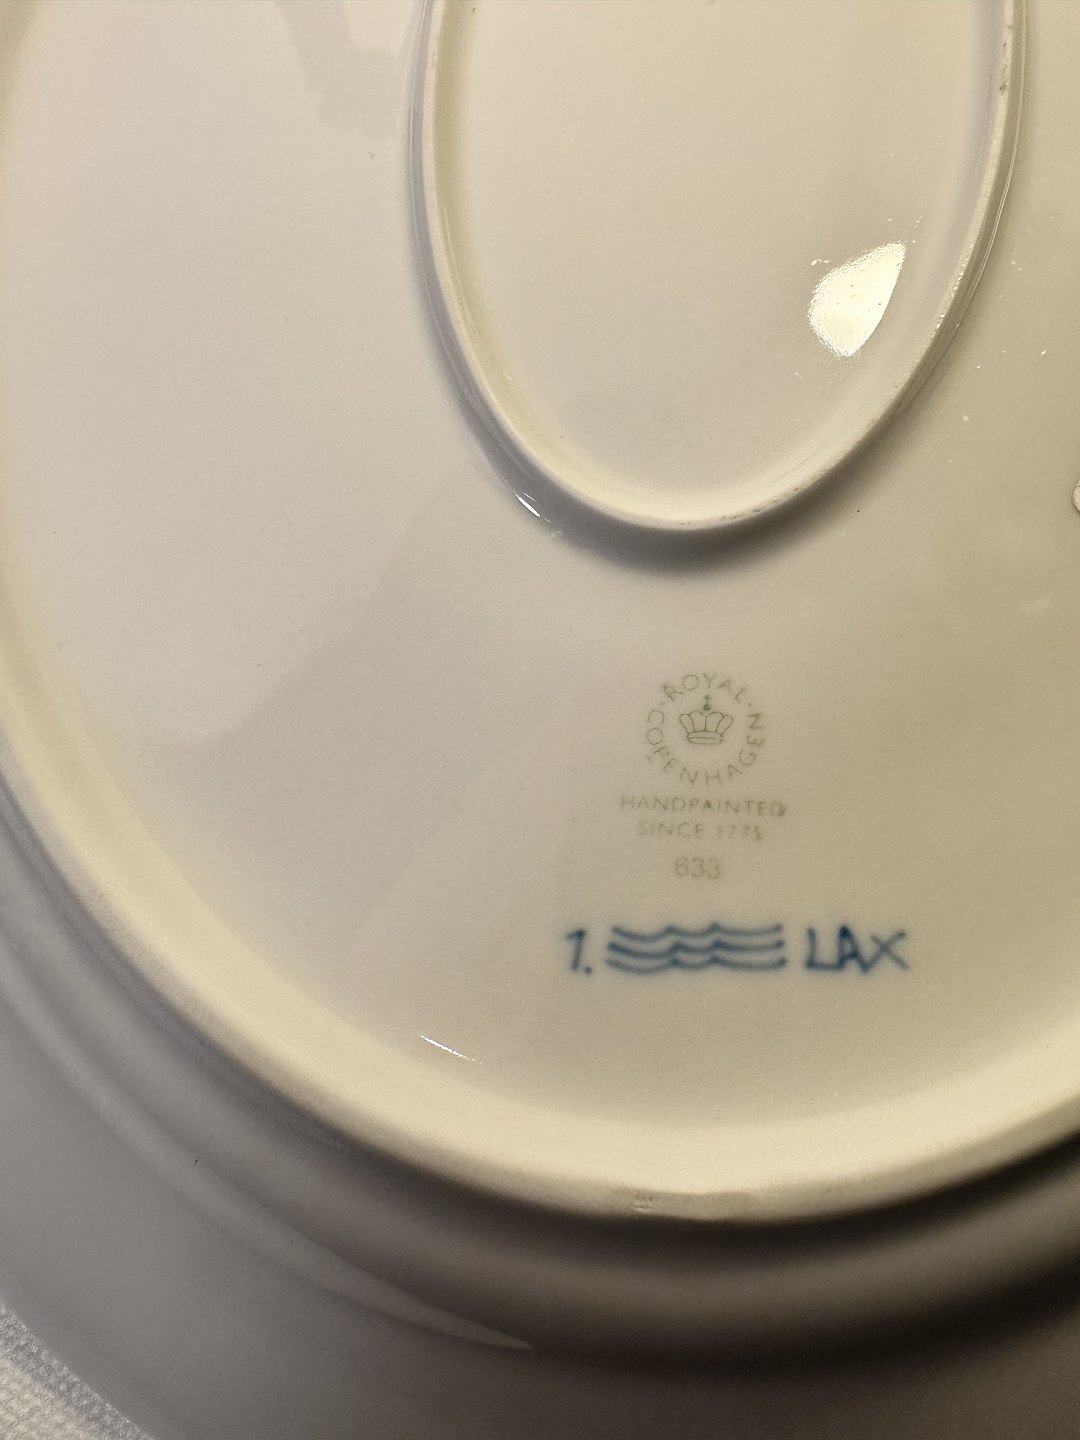 ROYAL COPENHAGEN
HANDPAINTED
SINCE 1775
633
1. LAX